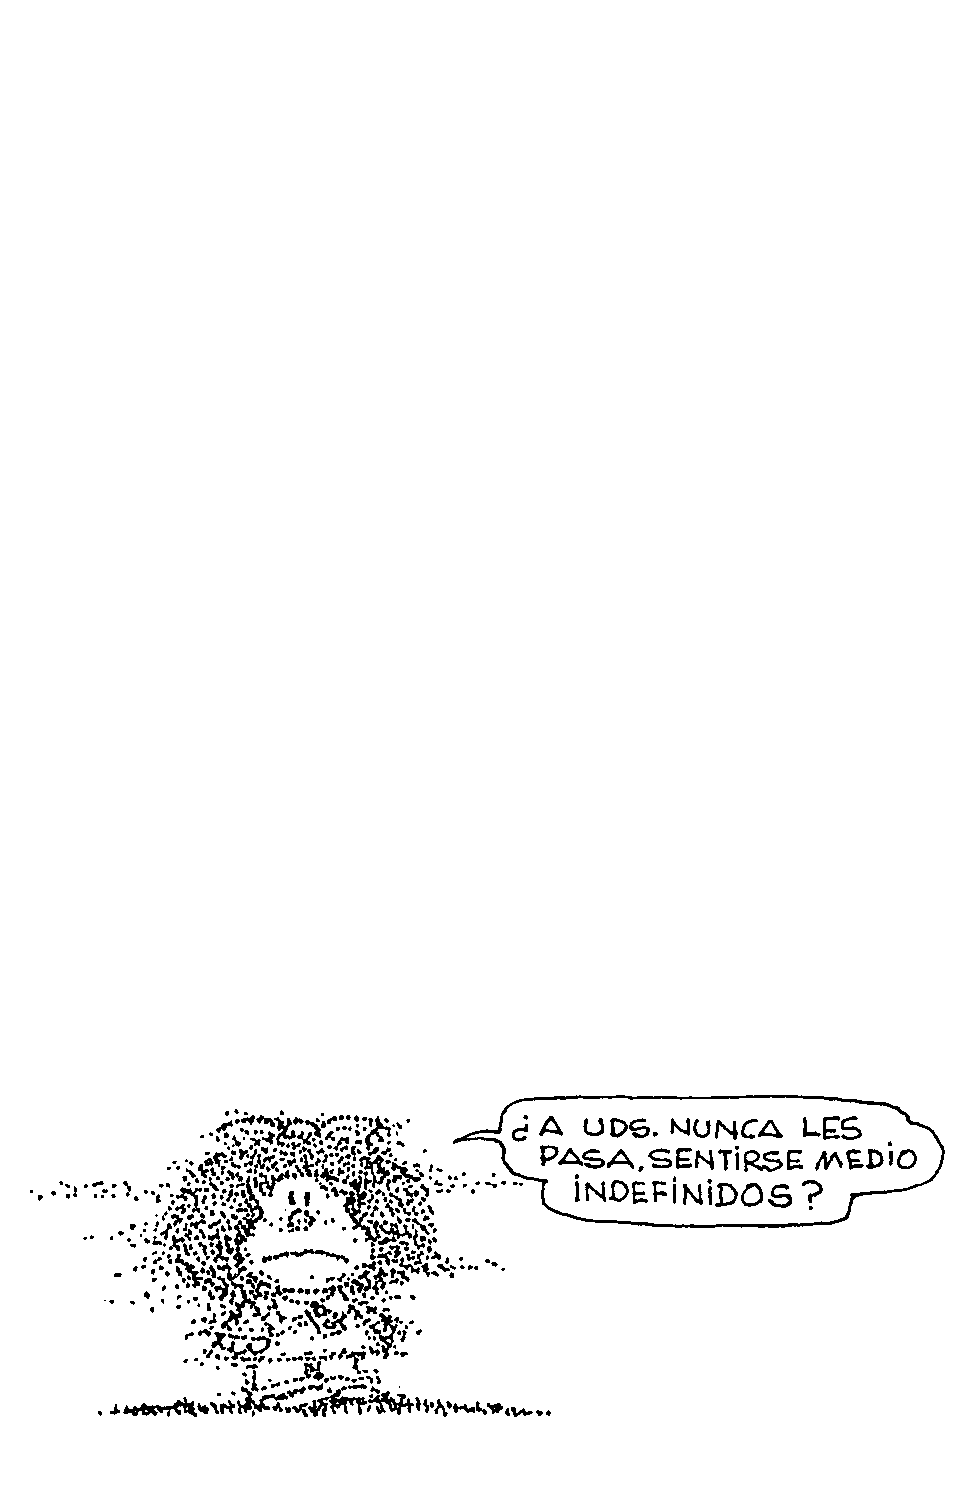 ¿A UDS. NUNCA LES
PASA, SENTIRSE MEDIO
INDEFINIDOS?